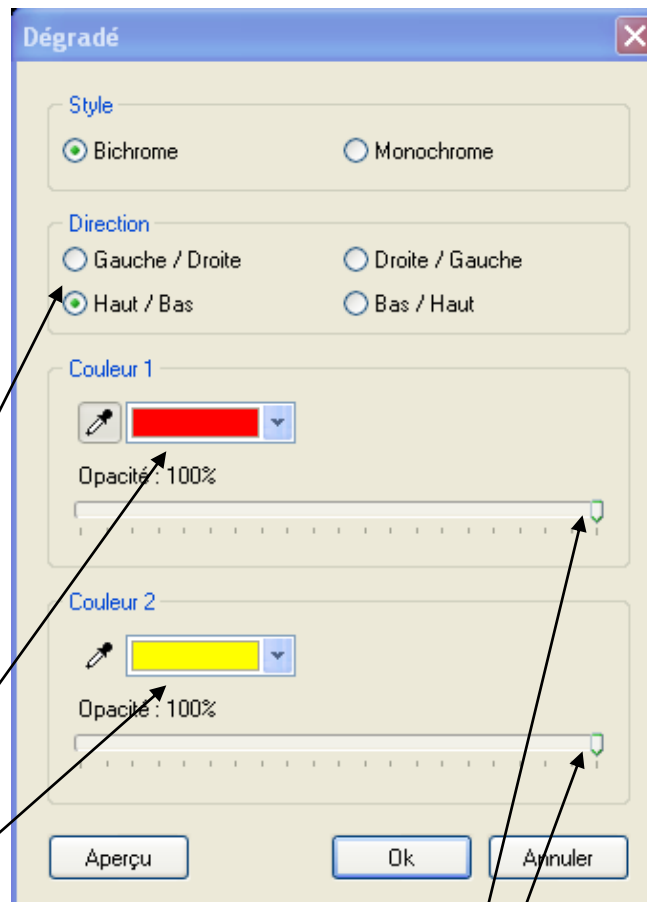 Dégradé
Style
Bichrome Monochrome
Direction
Gauche / Droite Droite / Gauche
Haut / Bas Bas / Haut
Couleur 1
Opacité : 100%
Couleur 2
Opacité : 100%
Aperçu Ok Annuler